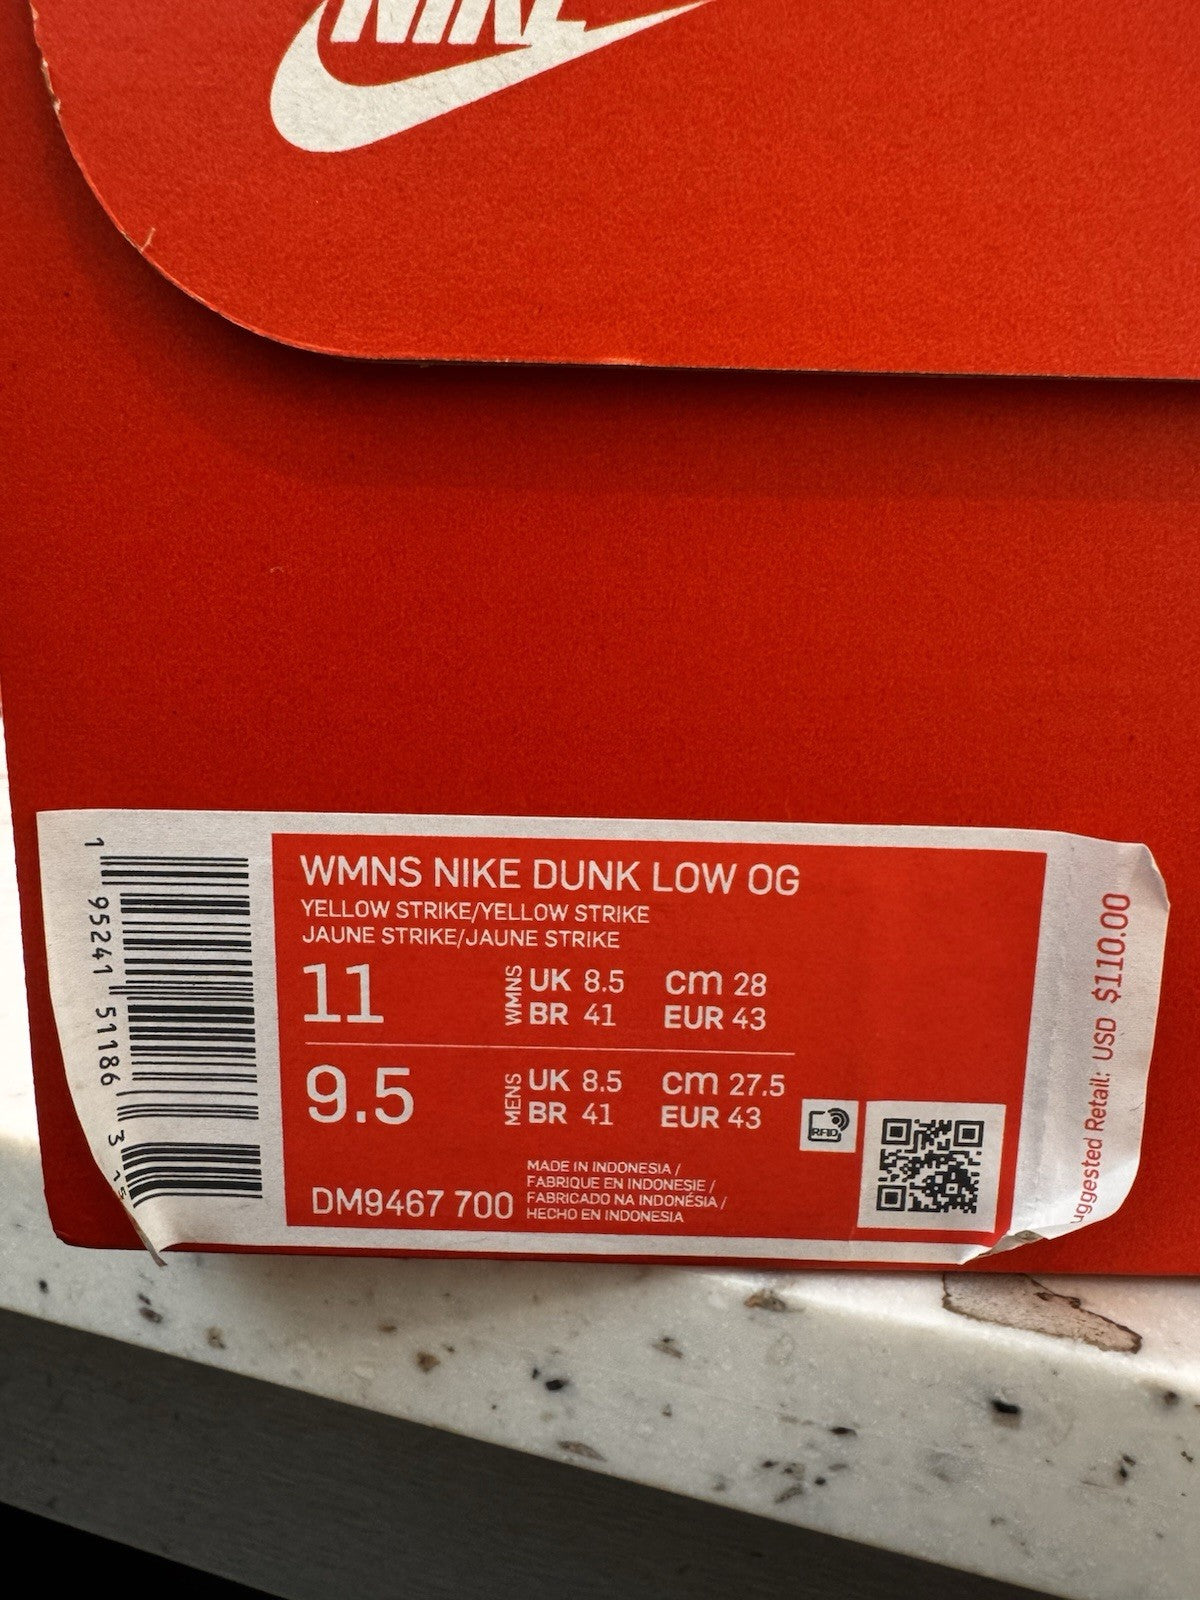 NIKE
WMNS NIKE DUNK LOW OG
YELLOW STRIKE/YELLOW STRIKE
JAUNE STRIKE/JAUNE STRIKE
11 WMNS UK 8.5 cm 28
BR 41 EUR 43
9.5 MENS UK 8.5 cm 27.5
BR 41 EUR 43
RFID
MADE IN INDONESIA /
FABRIQUE EN INDONESIE /
FABRICADO NA INDONÉSIA /
HECHO EN INDONESIA
DM9467 700
1 95241 51186 3
uggested Retail: USD $110.00